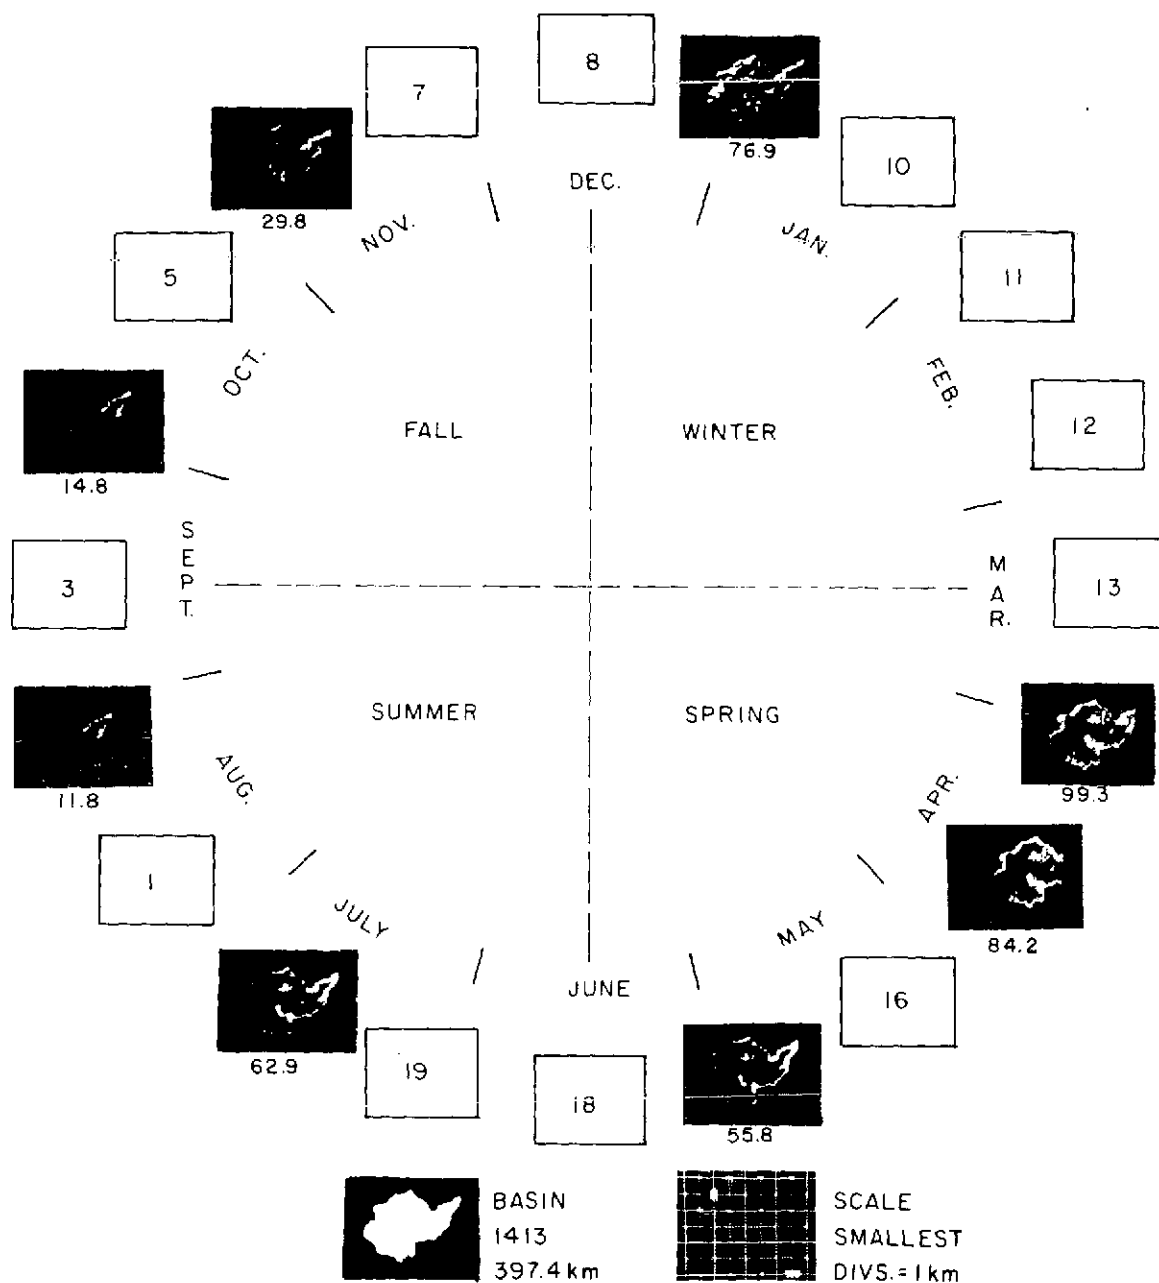 8
7
76.9
10
DEC.
29.8
NOV.
JAN.
5
11
OCT.
FEB.
12
FALL
WINTER
14.8
SEPT.
MAR.
3
13
SUMMER
SPRING
AUG.
APR.
11.8
99.3
1
JULY
MAY
84.2
JUNE
16
62.9
19
18
55.8
BASIN
1413
397.4 km
SCALE
SMALLEST
DIVS. = 1 km